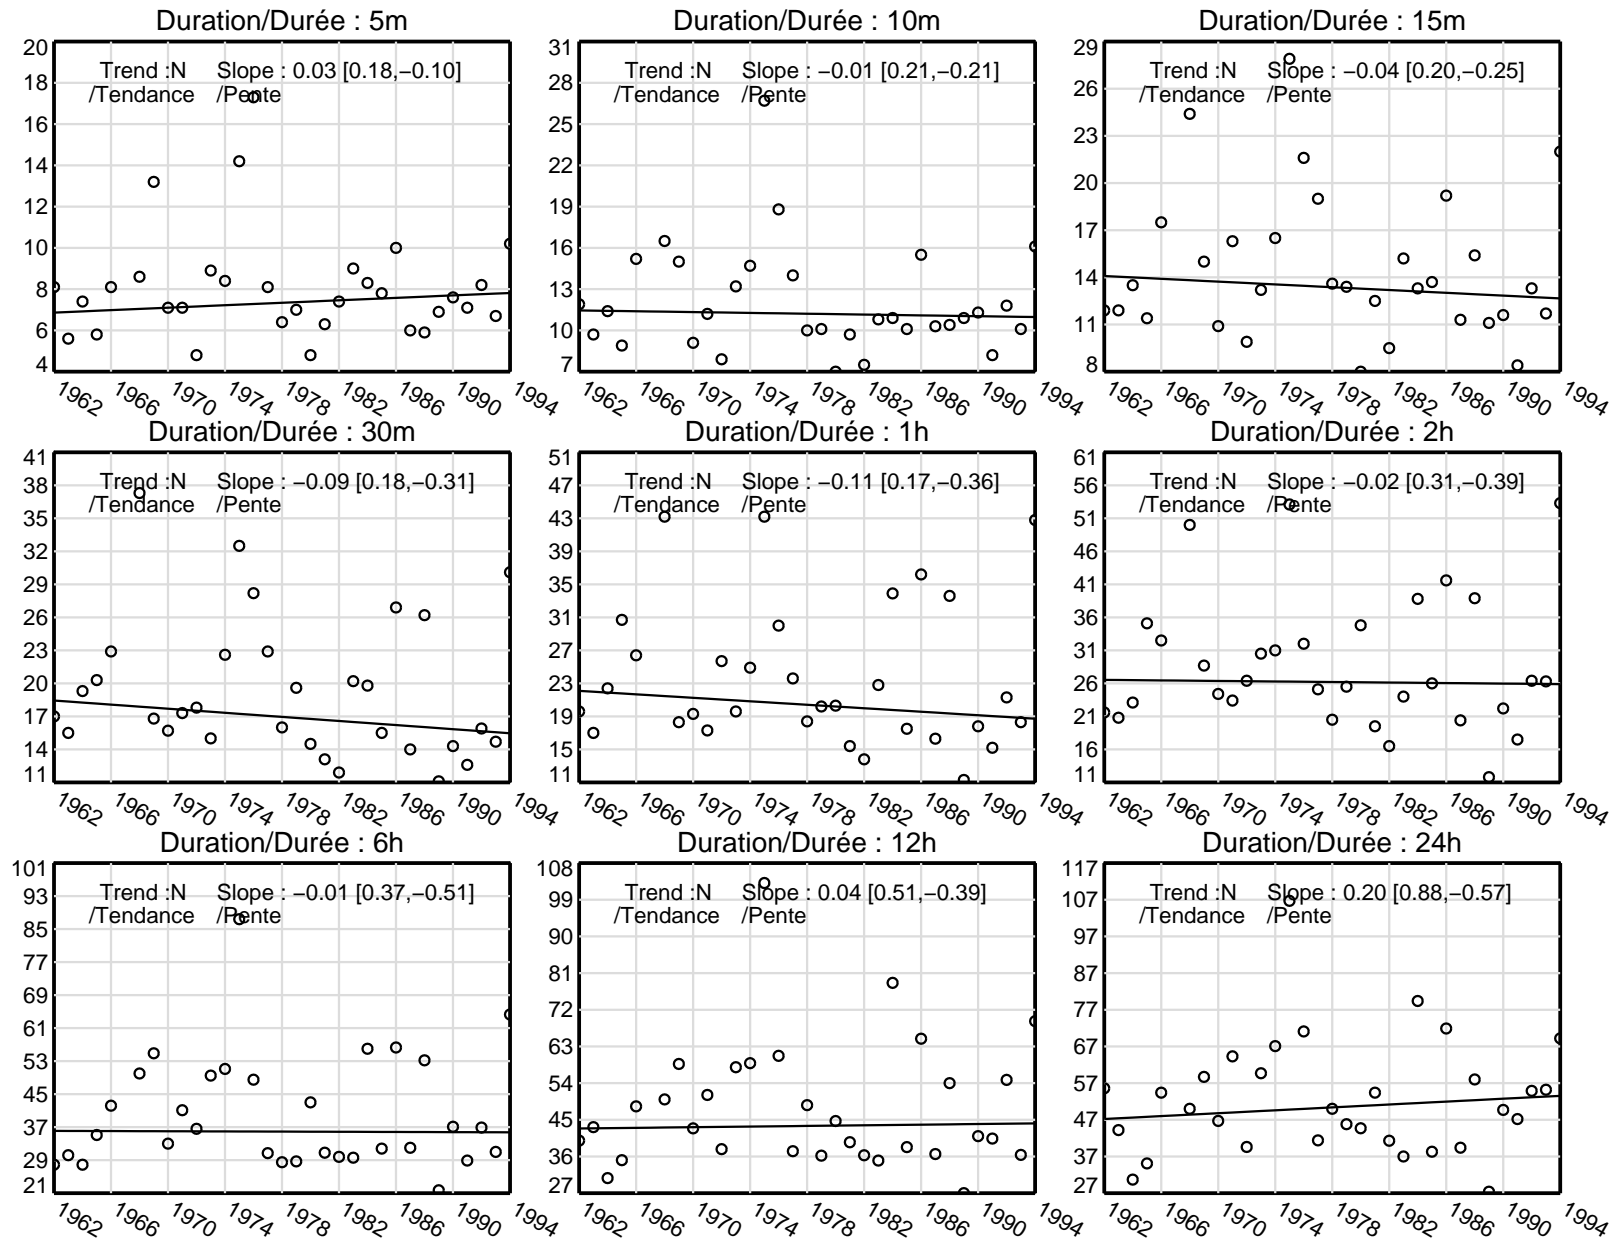 Duration/Durée : 5m
20
18
16
14
12
10
8
6
4
Trend :N Slope : 0.03 [0.18,−0.10]
/Tendance /Pente
1962 1966 1970 1974 1978 1982 1986 1990 1994
Duration/Durée : 10m
31
28
25
22
19
16
13
10
7
Trend :N Slope : −0.01 [0.21,−0.21]
/Tendance /Pente
1962 1966 1970 1974 1978 1982 1986 1990 1994
Duration/Durée : 15m
29
26
23
20
17
14
11
8
Trend :N Slope : −0.04 [0.20,−0.25]
/Tendance /Pente
1962 1966 1970 1974 1978 1982 1986 1990 1994
Duration/Durée : 30m
41
38
35
32
29
26
23
20
17
14
11
Trend :N Slope : −0.09 [0.18,−0.31]
/Tendance /Pente
1962 1966 1970 1974 1978 1982 1986 1990 1994
Duration/Durée : 1h
51
47
43
39
35
31
27
23
19
15
11
Trend :N Slope : −0.11 [0.17,−0.36]
/Tendance /Pente
1962 1966 1970 1974 1978 1982 1986 1990 1994
Duration/Durée : 2h
61
56
51
46
41
36
31
26
21
16
11
Trend :N Slope : −0.02 [0.31,−0.39]
/Tendance /Pente
1962 1966 1970 1974 1978 1982 1986 1990 1994
Duration/Durée : 6h
101
93
85
77
69
61
53
45
37
29
21
Trend :N Slope : −0.01 [0.37,−0.51]
/Tendance /Pente
1962 1966 1970 1974 1978 1982 1986 1990 1994
Duration/Durée : 12h
108
99
90
81
72
63
54
45
36
27
Trend :N Slope : 0.04 [0.51,−0.39]
/Tendance /Pente
1962 1966 1970 1974 1978 1982 1986 1990 1994
Duration/Durée : 24h
117
107
97
87
77
67
57
47
37
27
Trend :N Slope : 0.20 [0.88,−0.57]
/Tendance /Pente
1962 1966 1970 1974 1978 1982 1986 1990 1994